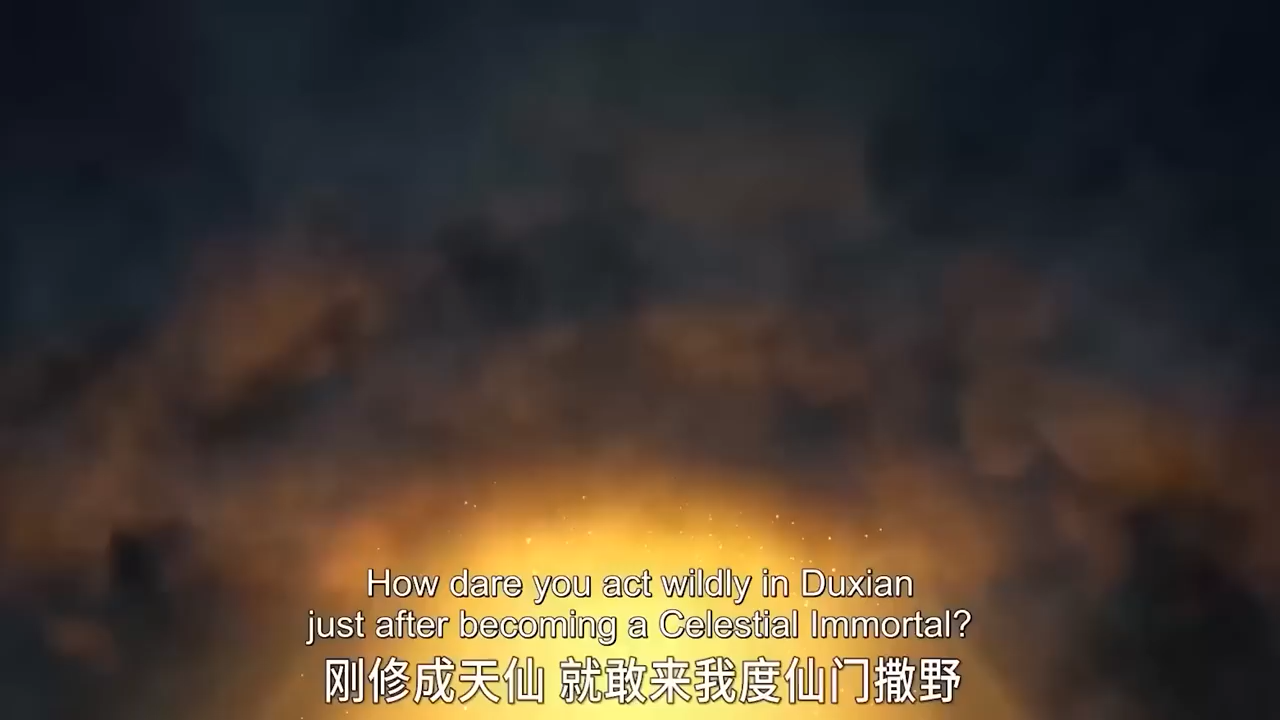 How dare you act wildly in Duxian
just after becoming a Celestial Immortal?
刚修成天仙 就敢来我度仙门撒野